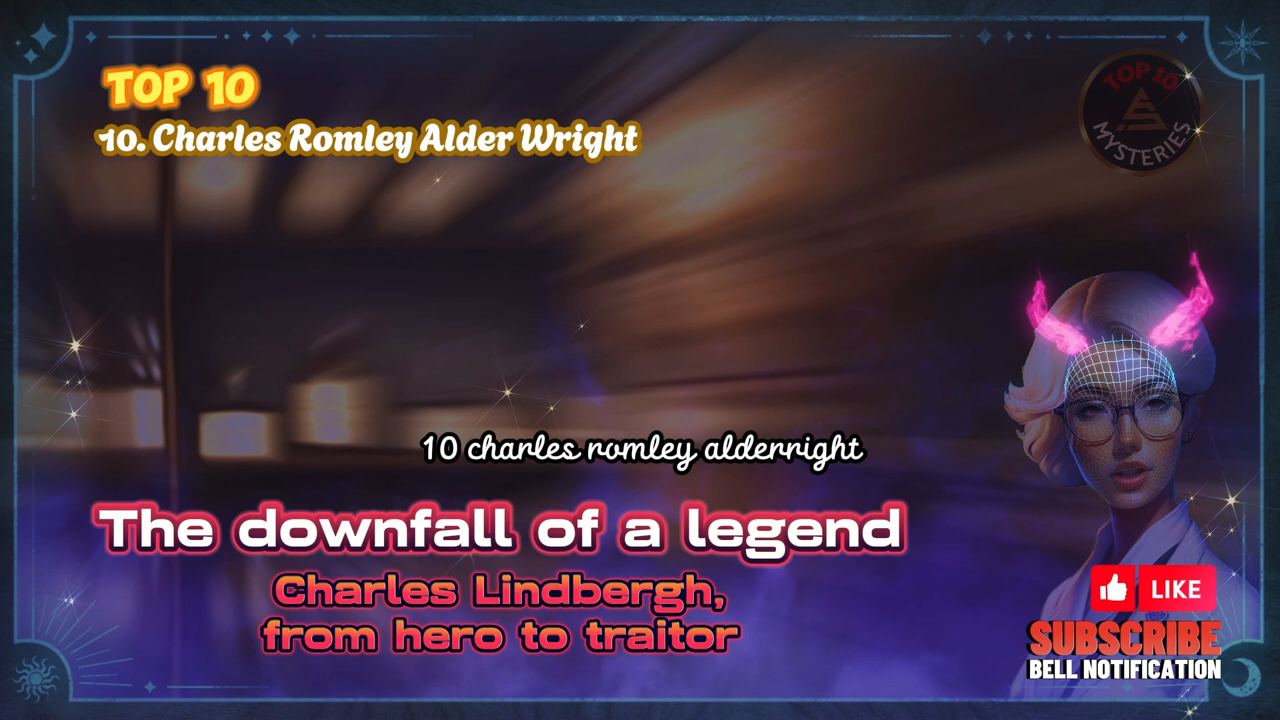 TOP 10
10. Charles Romley Alder Wright
TOP 10
MYSTERIES
10 charles romley alderright
The downfall of a legend
Charles Lindbergh,
from hero to traitor
LIKE
SUBSCRIBE
BELL NOTIFICATION